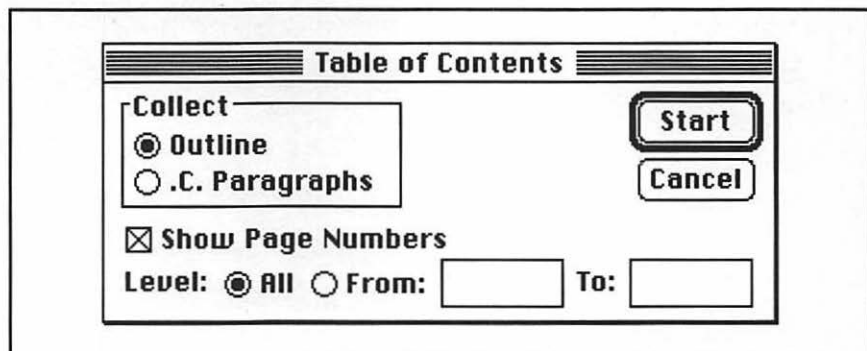 Table of Contents
Collect
Outline
.C. Paragraphs
Start
Cancel
Show Page Numbers
Level: All From: To: